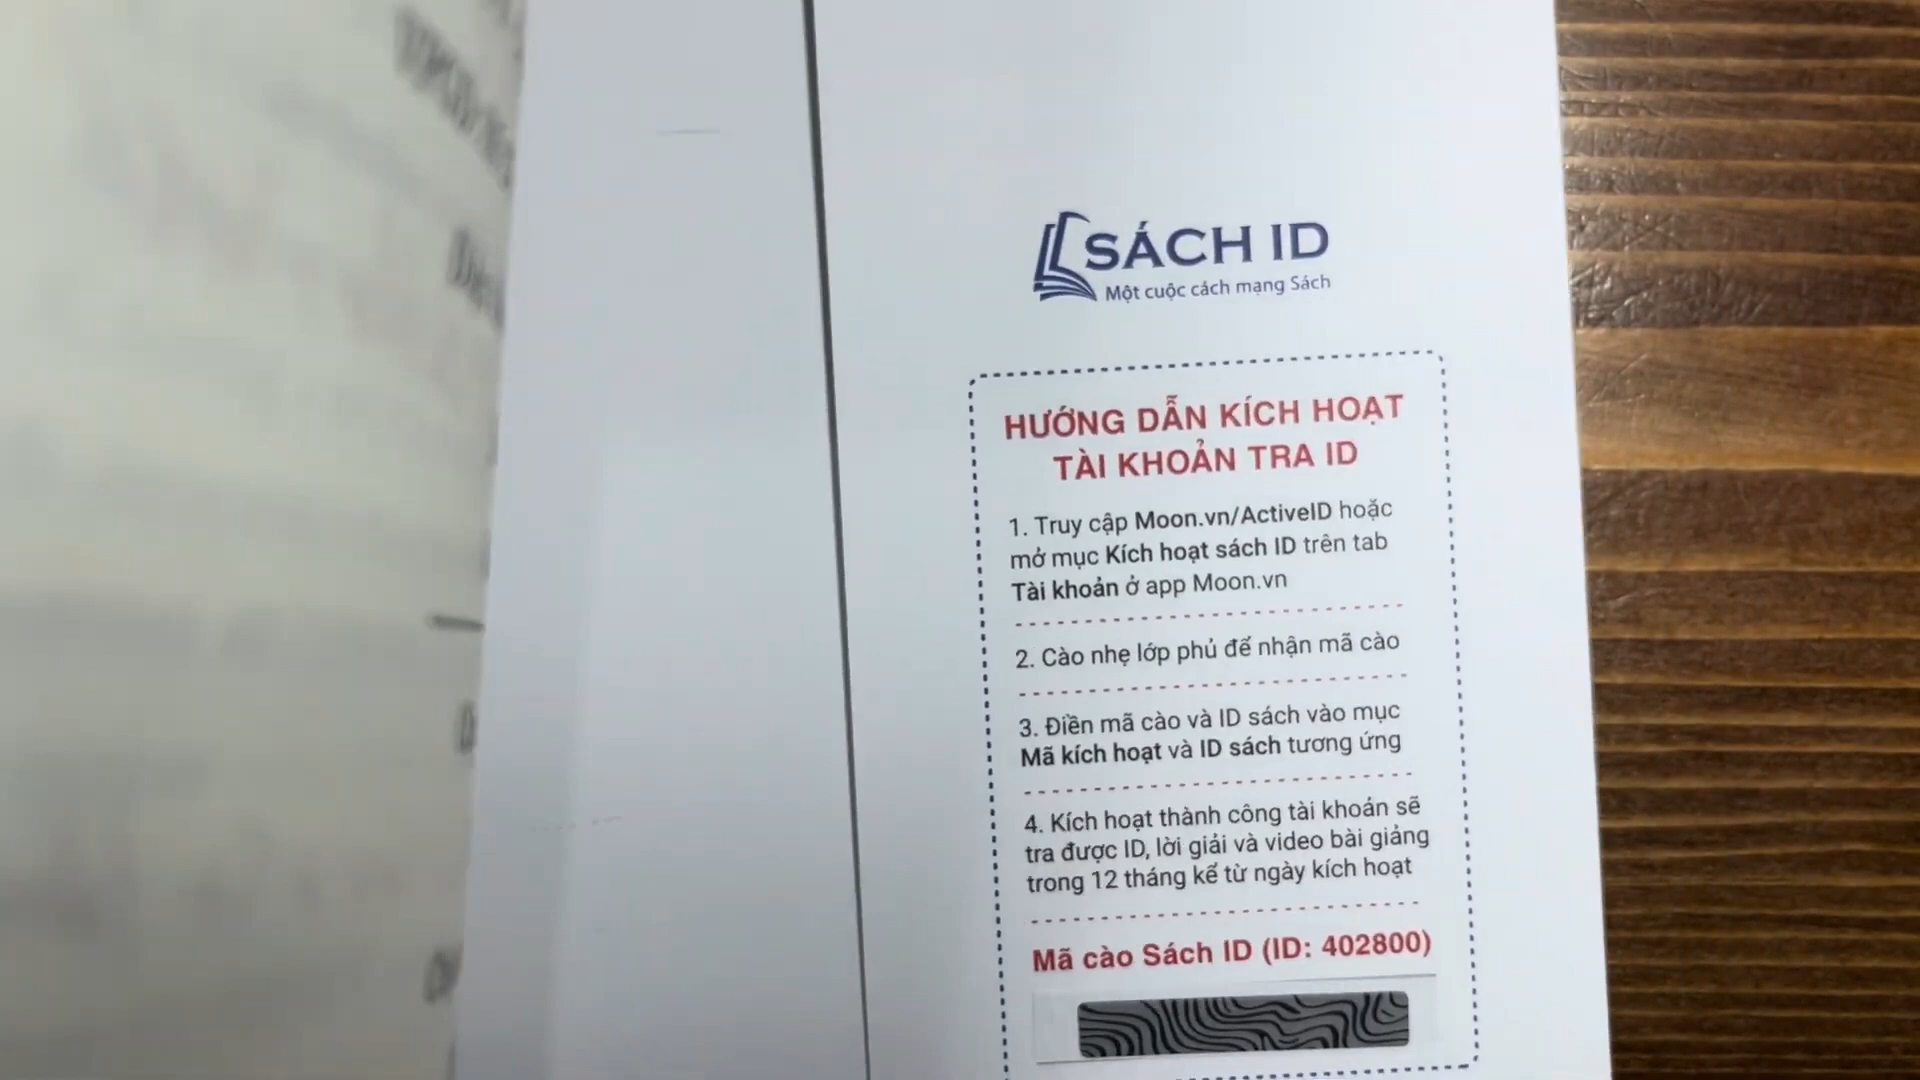 SÁCH ID
Một cuộc cách mạng Sách
HƯỚNG DẪN KÍCH HOẠT
TÀI KHOẢN TRA ID
1. Truy cập Moon.vn/ActiveID hoặc
mở mục Kích hoạt sách ID trên tab
Tài khoản ở app Moon.vn
2. Cào nhẹ lớp phủ để nhận mã cào
3. Điền mã cào và ID sách vào mục
Mã kích hoạt và ID sách tương ứng
4. Kích hoạt thành công tài khoản sẽ
tra được ID, lời giải và video bài giảng
trong 12 tháng kể từ ngày kích hoạt
Mã cào Sách ID (ID: 402800)